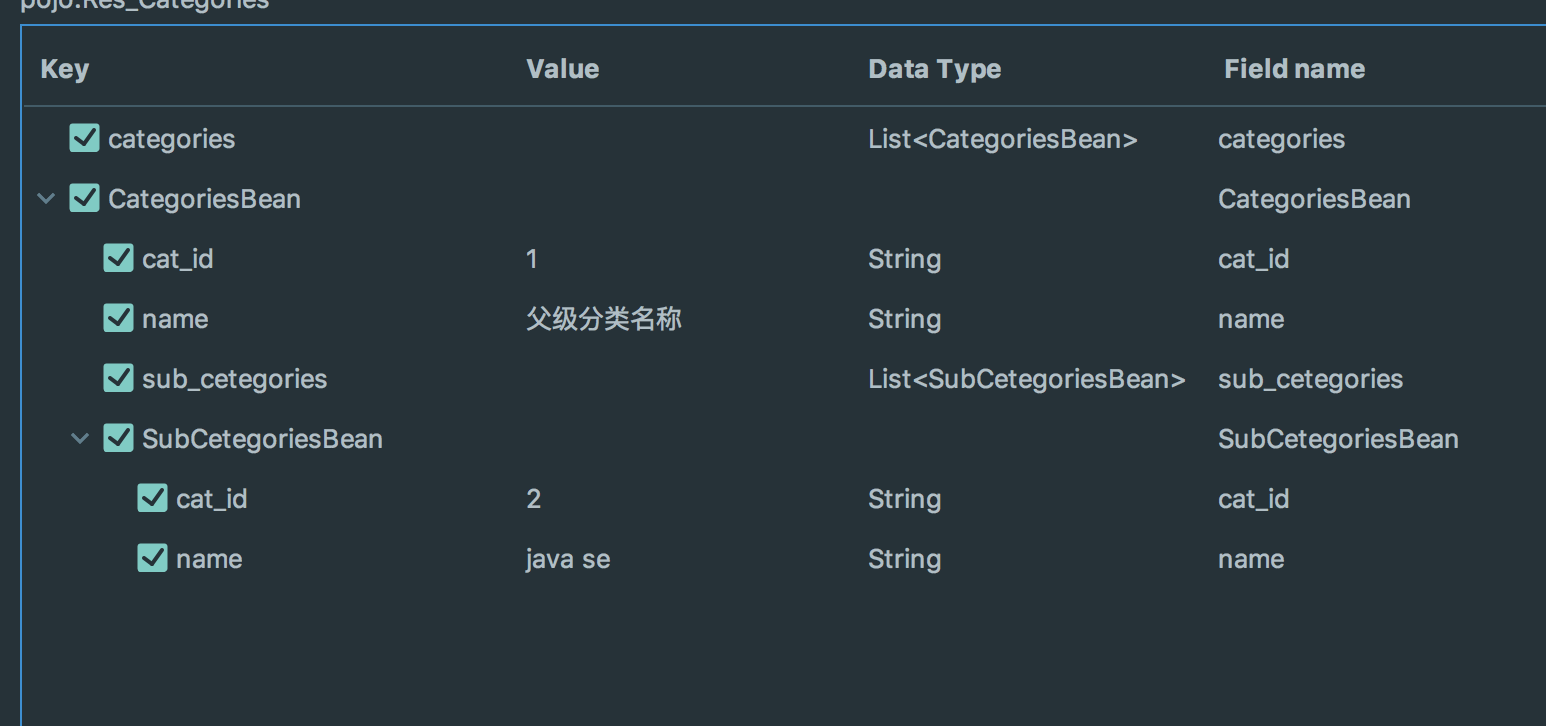 pojo.Res_Categories
Key Value Data Type Field name
categories List<CategoriesBean> categories
CategoriesBean CategoriesBean
cat_id 1 String cat_id
name 父级分类名称 String name
sub_cetegories List<SubCetegoriesBean> sub_cetegories
SubCetegoriesBean SubCetegoriesBean
cat_id 2 String cat_id
name java se String name